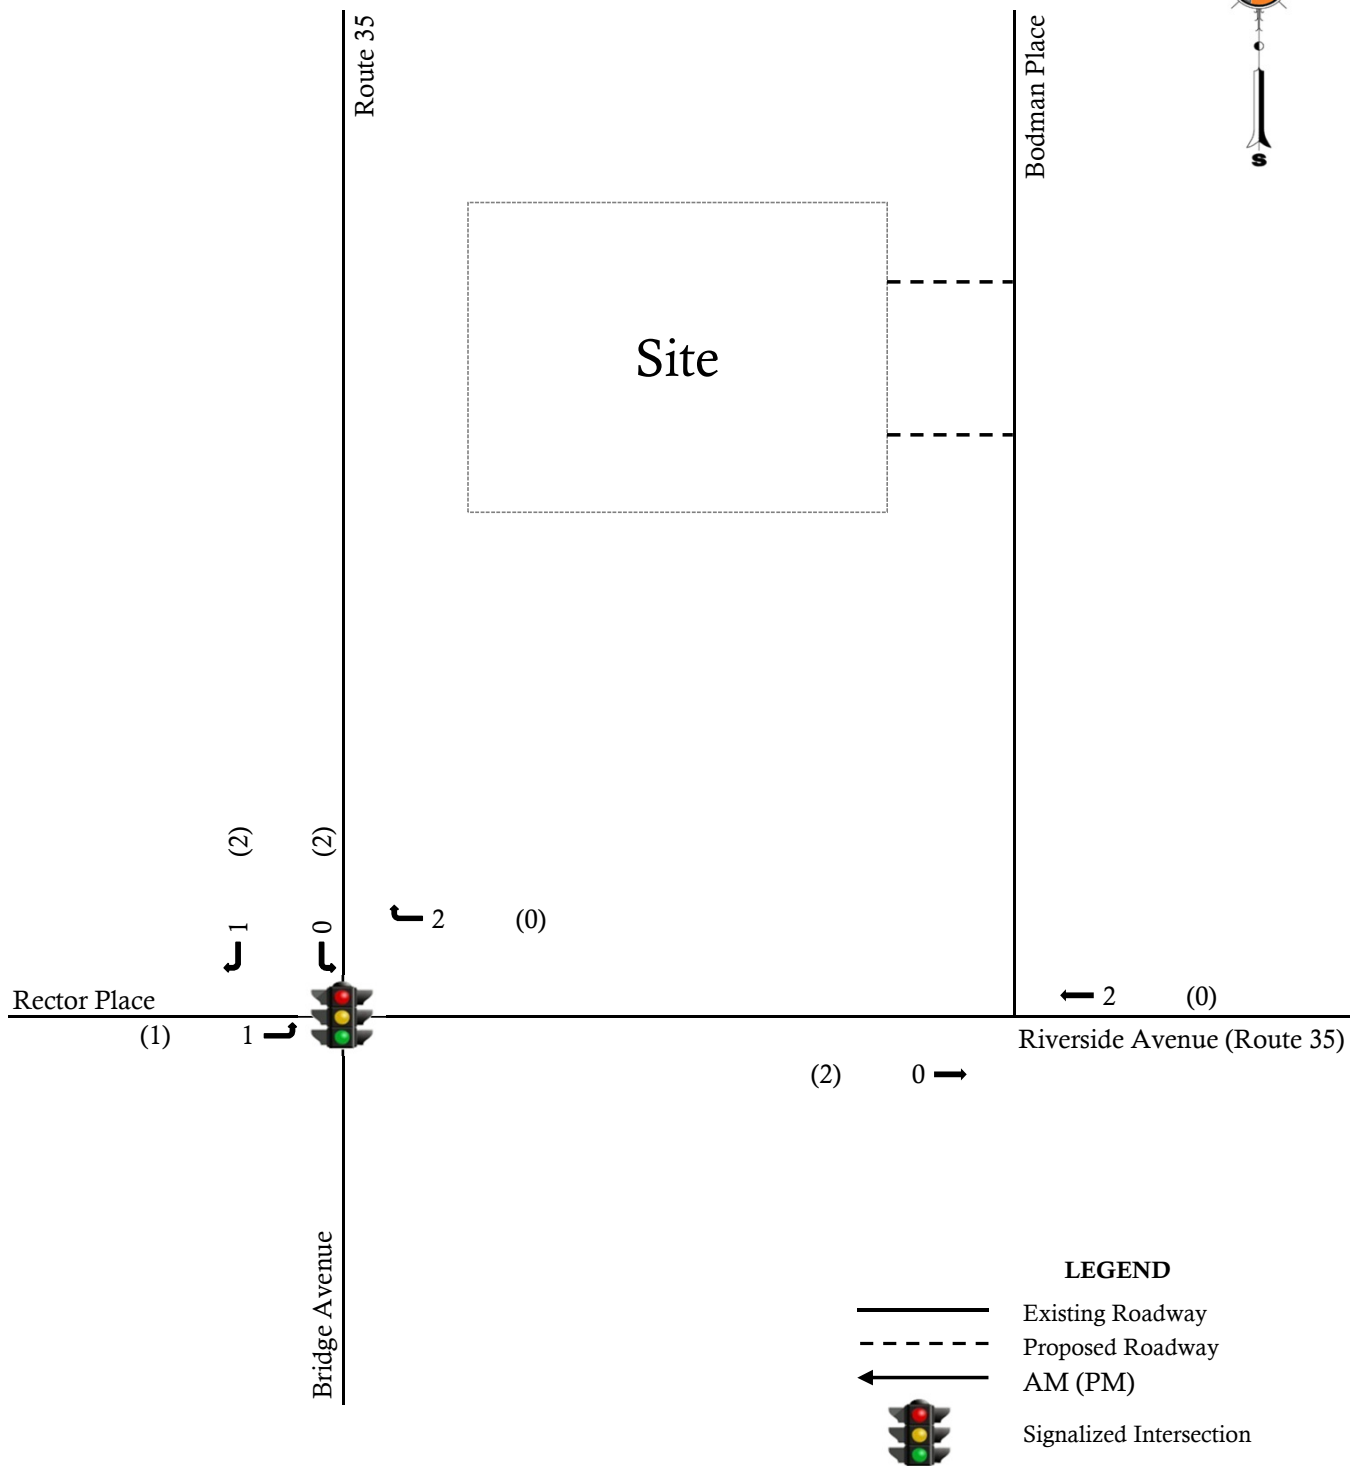 Route 35
Bodman Place
S
Site
(2)
(2)
1
0
2 (0)
Rector Place
2 (0)
(1) 1
Riverside Avenue (Route 35)
(2) 0
Bridge Avenue
LEGEND
Existing Roadway
Proposed Roadway
AM (PM)
Signalized Intersection